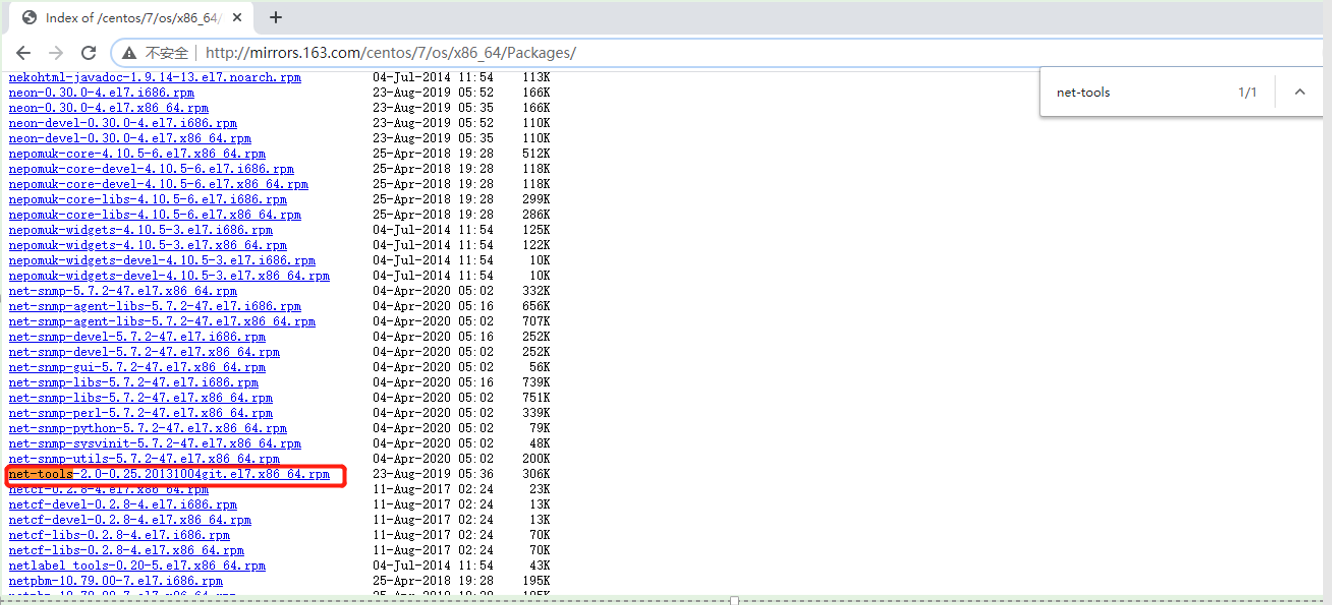 Index of /centos/7/os/x86_64/
不安全 http://mirrors.163.com/centos/7/os/x86_64/Packages/
net-tools 1/1
nekohtml-javadoc-1.9.14-13.el7.noarch.rpm 04-Jul-2014 11:54 113K
neon-0.30.0-4.el7.i686.rpm 23-Aug-2019 05:52 166K
neon-0.30.0-4.el7.x86_64.rpm 23-Aug-2019 05:35 166K
neon-devel-0.30.0-4.el7.i686.rpm 23-Aug-2019 05:52 110K
neon-devel-0.30.0-4.el7.x86_64.rpm 23-Aug-2019 05:35 110K
nepomuk-core-4.10.5-6.el7.x86_64.rpm 25-Apr-2018 19:28 512K
nepomuk-core-devel-4.10.5-6.el7.i686.rpm 25-Apr-2018 19:28 118K
nepomuk-core-devel-4.10.5-6.el7.x86_64.rpm 25-Apr-2018 19:28 118K
nepomuk-core-libs-4.10.5-6.el7.i686.rpm 25-Apr-2018 19:28 299K
nepomuk-core-libs-4.10.5-6.el7.x86_64.rpm 25-Apr-2018 19:28 286K
nepomuk-widgets-4.10.5-3.el7.i686.rpm 04-Jul-2014 11:54 125K
nepomuk-widgets-4.10.5-3.el7.x86_64.rpm 04-Jul-2014 11:54 122K
nepomuk-widgets-devel-4.10.5-3.el7.i686.rpm 04-Jul-2014 11:54 10K
nepomuk-widgets-devel-4.10.5-3.el7.x86_64.rpm 04-Jul-2014 11:54 10K
net-snmp-5.7.2-47.el7.x86_64.rpm 04-Apr-2020 05:02 332K
net-snmp-agent-libs-5.7.2-47.el7.i686.rpm 04-Apr-2020 05:16 656K
net-snmp-agent-libs-5.7.2-47.el7.x86_64.rpm 04-Apr-2020 05:02 707K
net-snmp-devel-5.7.2-47.el7.i686.rpm 04-Apr-2020 05:16 252K
net-snmp-devel-5.7.2-47.el7.x86_64.rpm 04-Apr-2020 05:02 252K
net-snmp-gui-5.7.2-47.el7.x86_64.rpm 04-Apr-2020 05:02 56K
net-snmp-libs-5.7.2-47.el7.i686.rpm 04-Apr-2020 05:16 739K
net-snmp-libs-5.7.2-47.el7.x86_64.rpm 04-Apr-2020 05:02 751K
net-snmp-perl-5.7.2-47.el7.x86_64.rpm 04-Apr-2020 05:02 339K
net-snmp-python-5.7.2-47.el7.x86_64.rpm 04-Apr-2020 05:02 79K
net-snmp-sysvinit-5.7.2-47.el7.x86_64.rpm 04-Apr-2020 05:02 48K
net-snmp-utils-5.7.2-47.el7.x86_64.rpm 04-Apr-2020 05:02 200K
net-tools-2.0-0.25.20131004git.el7.x86_64.rpm 23-Aug-2019 05:36 306K
netcf-0.2.8-4.el7.x86_64.rpm 11-Aug-2017 02:24 23K
netcf-devel-0.2.8-4.el7.i686.rpm 11-Aug-2017 02:24 13K
netcf-devel-0.2.8-4.el7.x86_64.rpm 11-Aug-2017 02:24 13K
netcf-libs-0.2.8-4.el7.i686.rpm 11-Aug-2017 02:24 70K
netcf-libs-0.2.8-4.el7.x86_64.rpm 11-Aug-2017 02:24 70K
netlabel_tools-0.20-5.el7.x86_64.rpm 04-Jul-2014 11:54 43K
netpbm-10.79.00-7.el7.i686.rpm 25-Apr-2018 19:28 195K